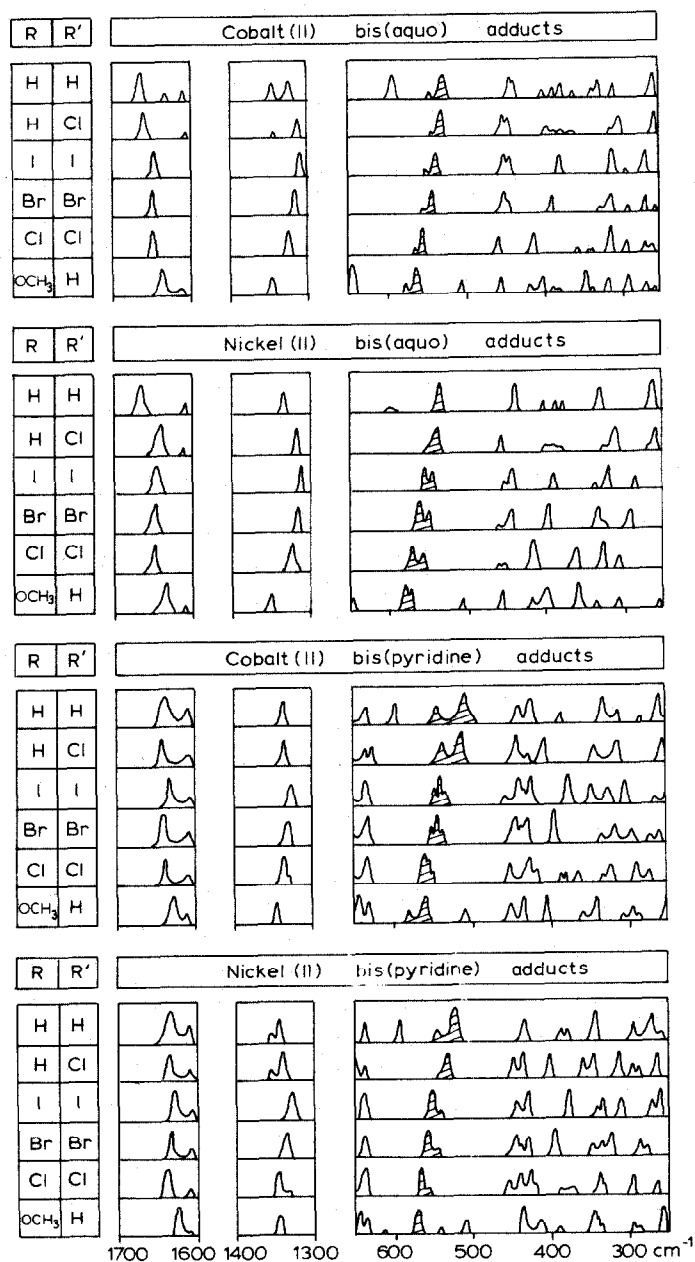 R R' Cobalt (II) bis(aquo) adducts
H H
H Cl
I I
Br Br
Cl Cl
OCH3 H
R R' Nickel (II) bis(aquo) adducts
H H
H Cl
I I
Br Br
Cl Cl
OCH3 H
R R' Cobalt (II) bis(pyridine) adducts
H H
H Cl
I I
Br Br
Cl Cl
OCH3 H
R R' Nickel (II) bis(pyridine) adducts
H H
H Cl
I I
Br Br
Cl Cl
OCH3 H
1700 1600 1400 1300 600 500 400 300 cm-1